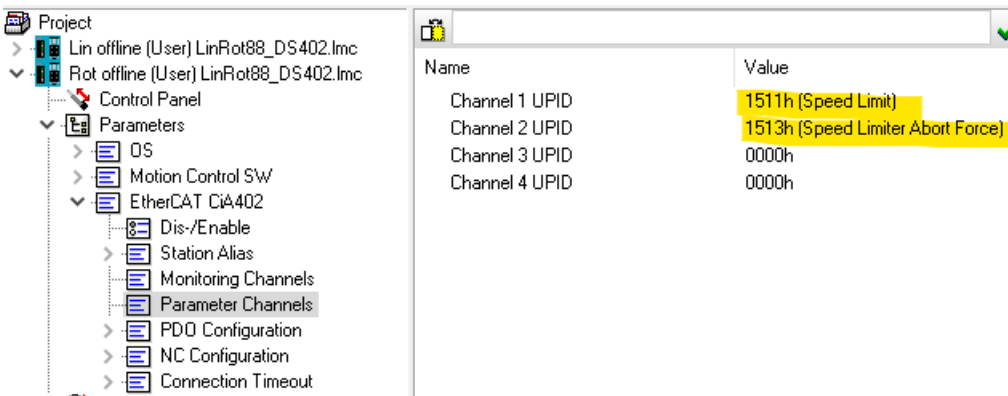 Project
Lin offline (User) LinRot88_DS402.lmc
Rot offline (User) LinRot88_DS402.lmc
Control Panel
Parameters
OS
Motion Control SW
EtherCAT CiA402
Dis-/Enable
Station Alias
Monitoring Channels
Parameter Channels
PDO Configuration
NC Configuration
Connection Timeout
Name Value
Channel 1 UPID 1511h (Speed Limit)
Channel 2 UPID 1513h (Speed Limiter Abort Force)
Channel 3 UPID 0000h
Channel 4 UPID 0000h